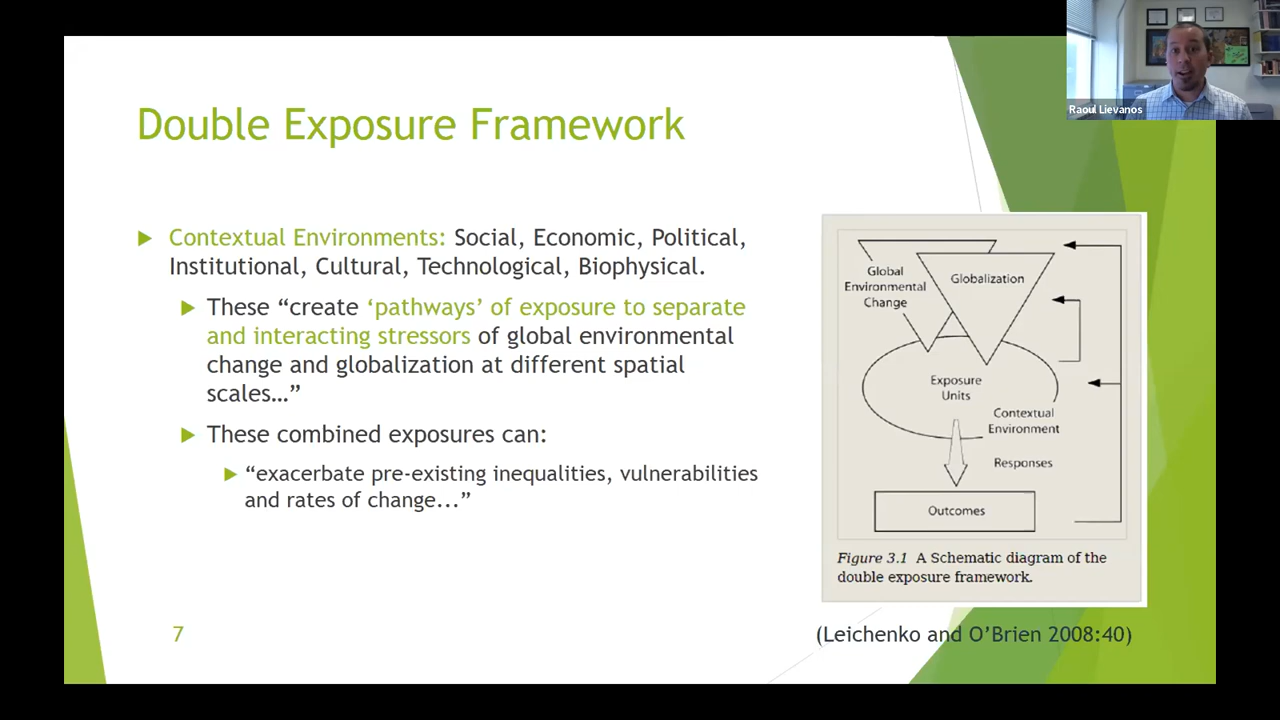 Raoul Lievanos
Double Exposure Framework
Contextual Environments: Social, Economic, Political,
Institutional, Cultural, Technological, Biophysical.
These “create ‘pathways’ of exposure to separate
and interacting stressors of global environmental
change and globalization at different spatial
scales…”
These combined exposures can:
“exacerbate pre-existing inequalities, vulnerabilities
and rates of change...”
Global
Environmental
Change
Globalization
Exposure
Units
Contextual
Environment
Responses
Outcomes
Figure 3.1 A Schematic diagram of the
double exposure framework.
7
(Leichenko and O’Brien 2008:40)